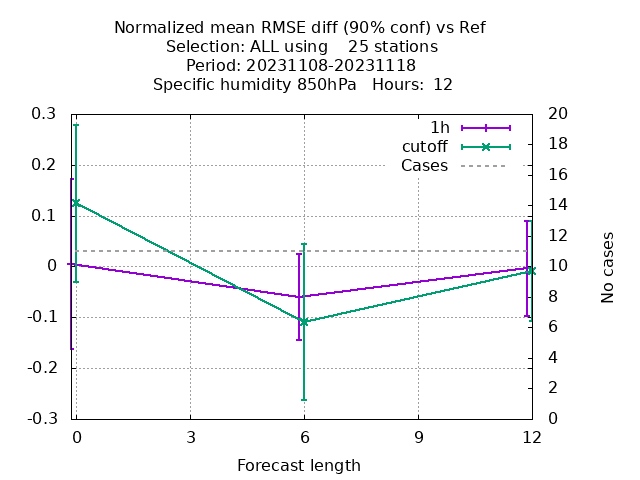 Normalized mean RMSE diff (90% conf) vs Ref
Selection: ALL using    25 stations
Period: 20231108-20231118
Specific humidity 850hPa   Hours:  12
0.3
0.2
0.1
0
-0.1
-0.2
-0.3
20
18
16
14
12
10
8
6
4
2
0
1h
cutoff
Cases
No cases
0 3 6 9 12
Forecast length